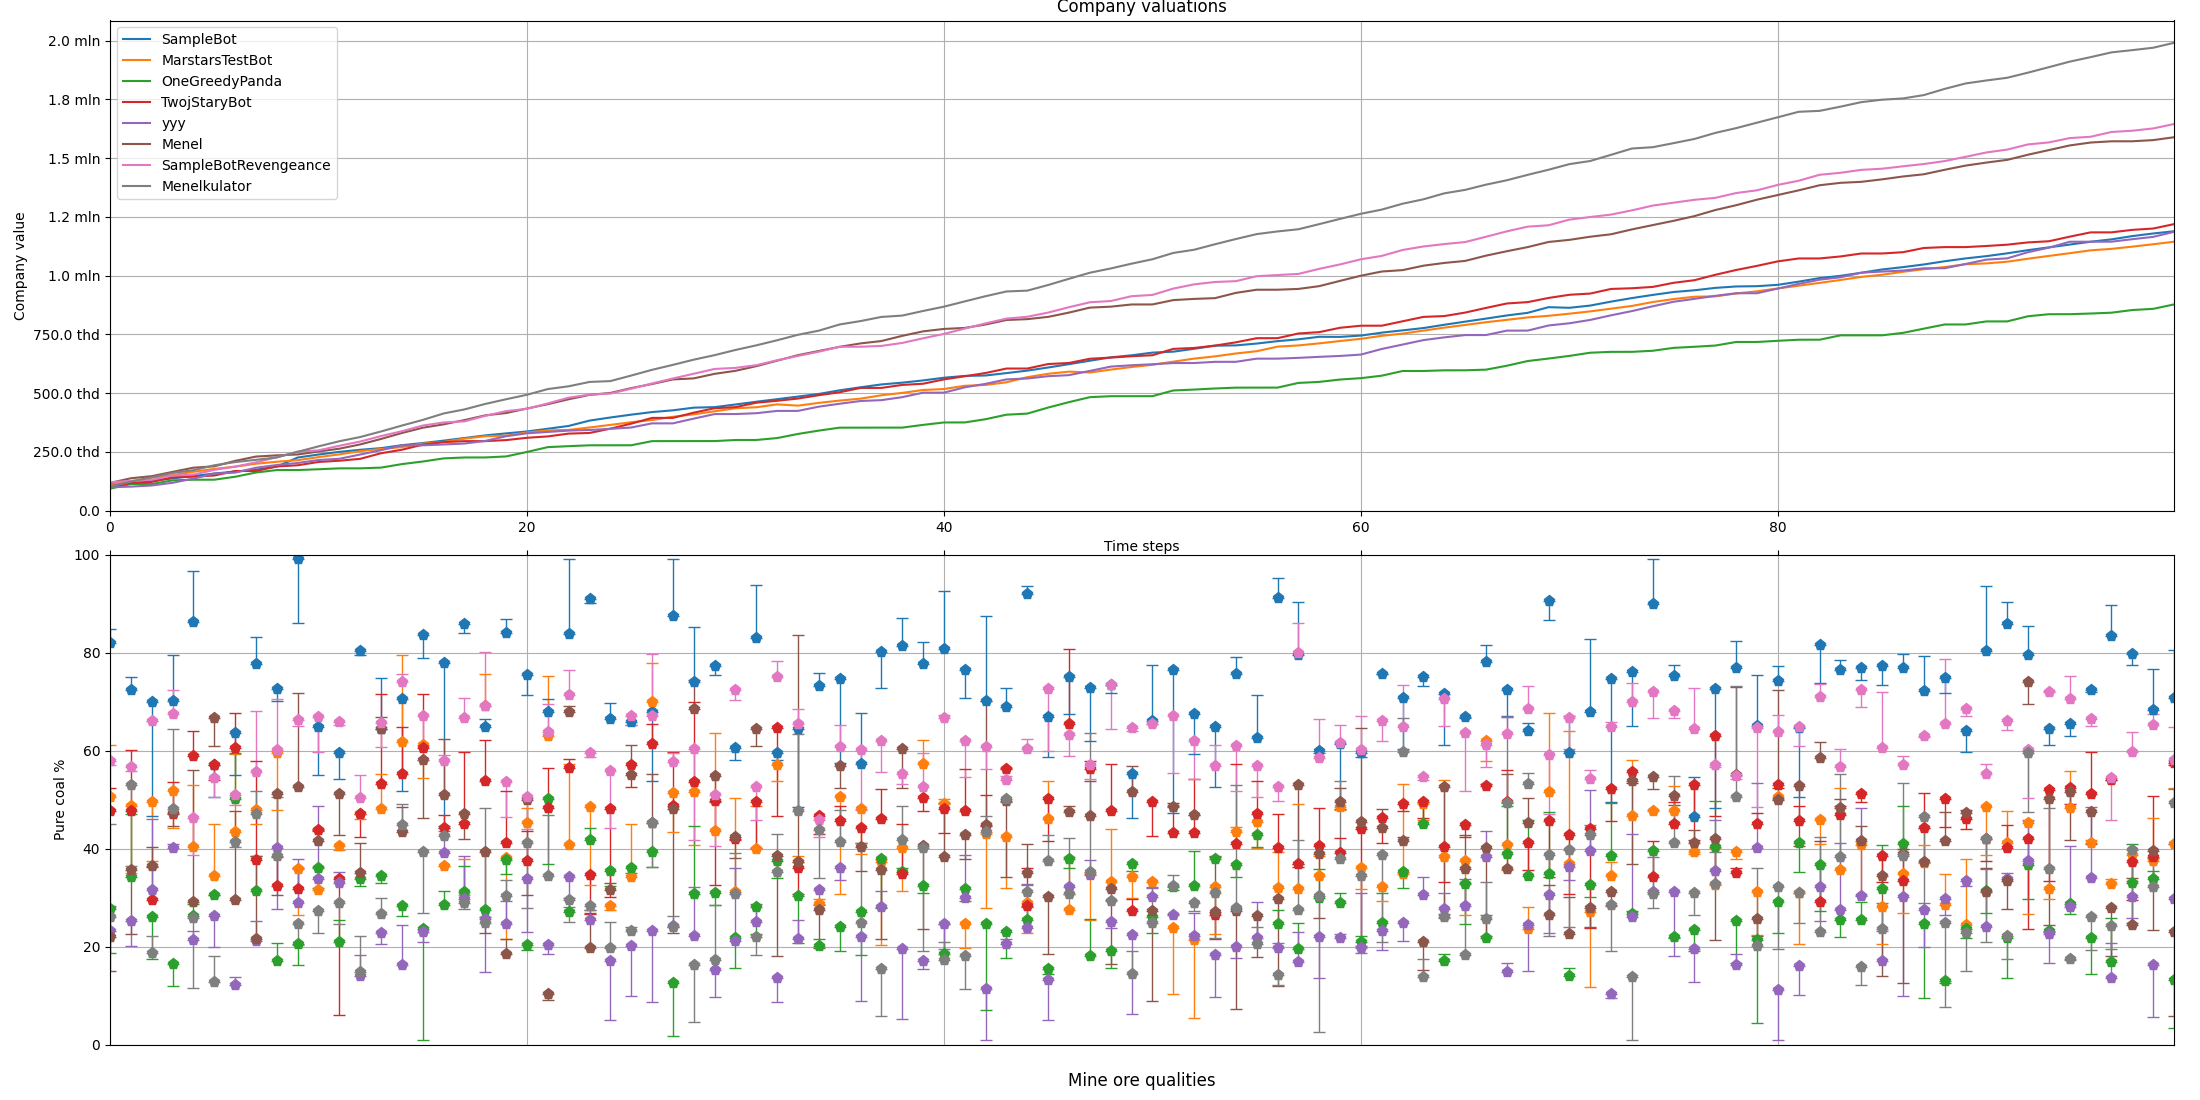 Company valuations
Company value
2.0 mln
1.8 mln
1.5 mln
1.2 mln
1.0 mln
750.0 thd
500.0 thd
250.0 thd
0.0
SampleBot
MarstarsTestBot
OneGreedyPanda
TwojStaryBot
yyy
Menel
SampleBotRevengeance
Menelkulator
0 20 40 60 80
Time steps
Pure coal %
100
80
60
40
20
0
Mine ore qualities